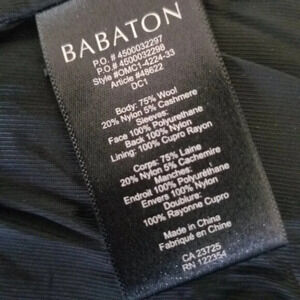 BABATON
P.O. # 4500032297
P.O.# 4500032298
Style #OMC1-4224-33
Article #48622
DC1
Body: 75% Wool
20% Nylon 5% Cashmere
Sleeves:
Face 100% Polyurethane
Back 100% Nylon
Lining: 100% Cupro Rayon
Corps: 75% Laine
20% Nylon 5% Cachemire
Manches:
Endroit 100% Polyuréthane
Envers 100% Nylon
Doublure:
100% Rayonne Cupro
Made in China
Fabriqué en Chine
CA 23725
RN 122354